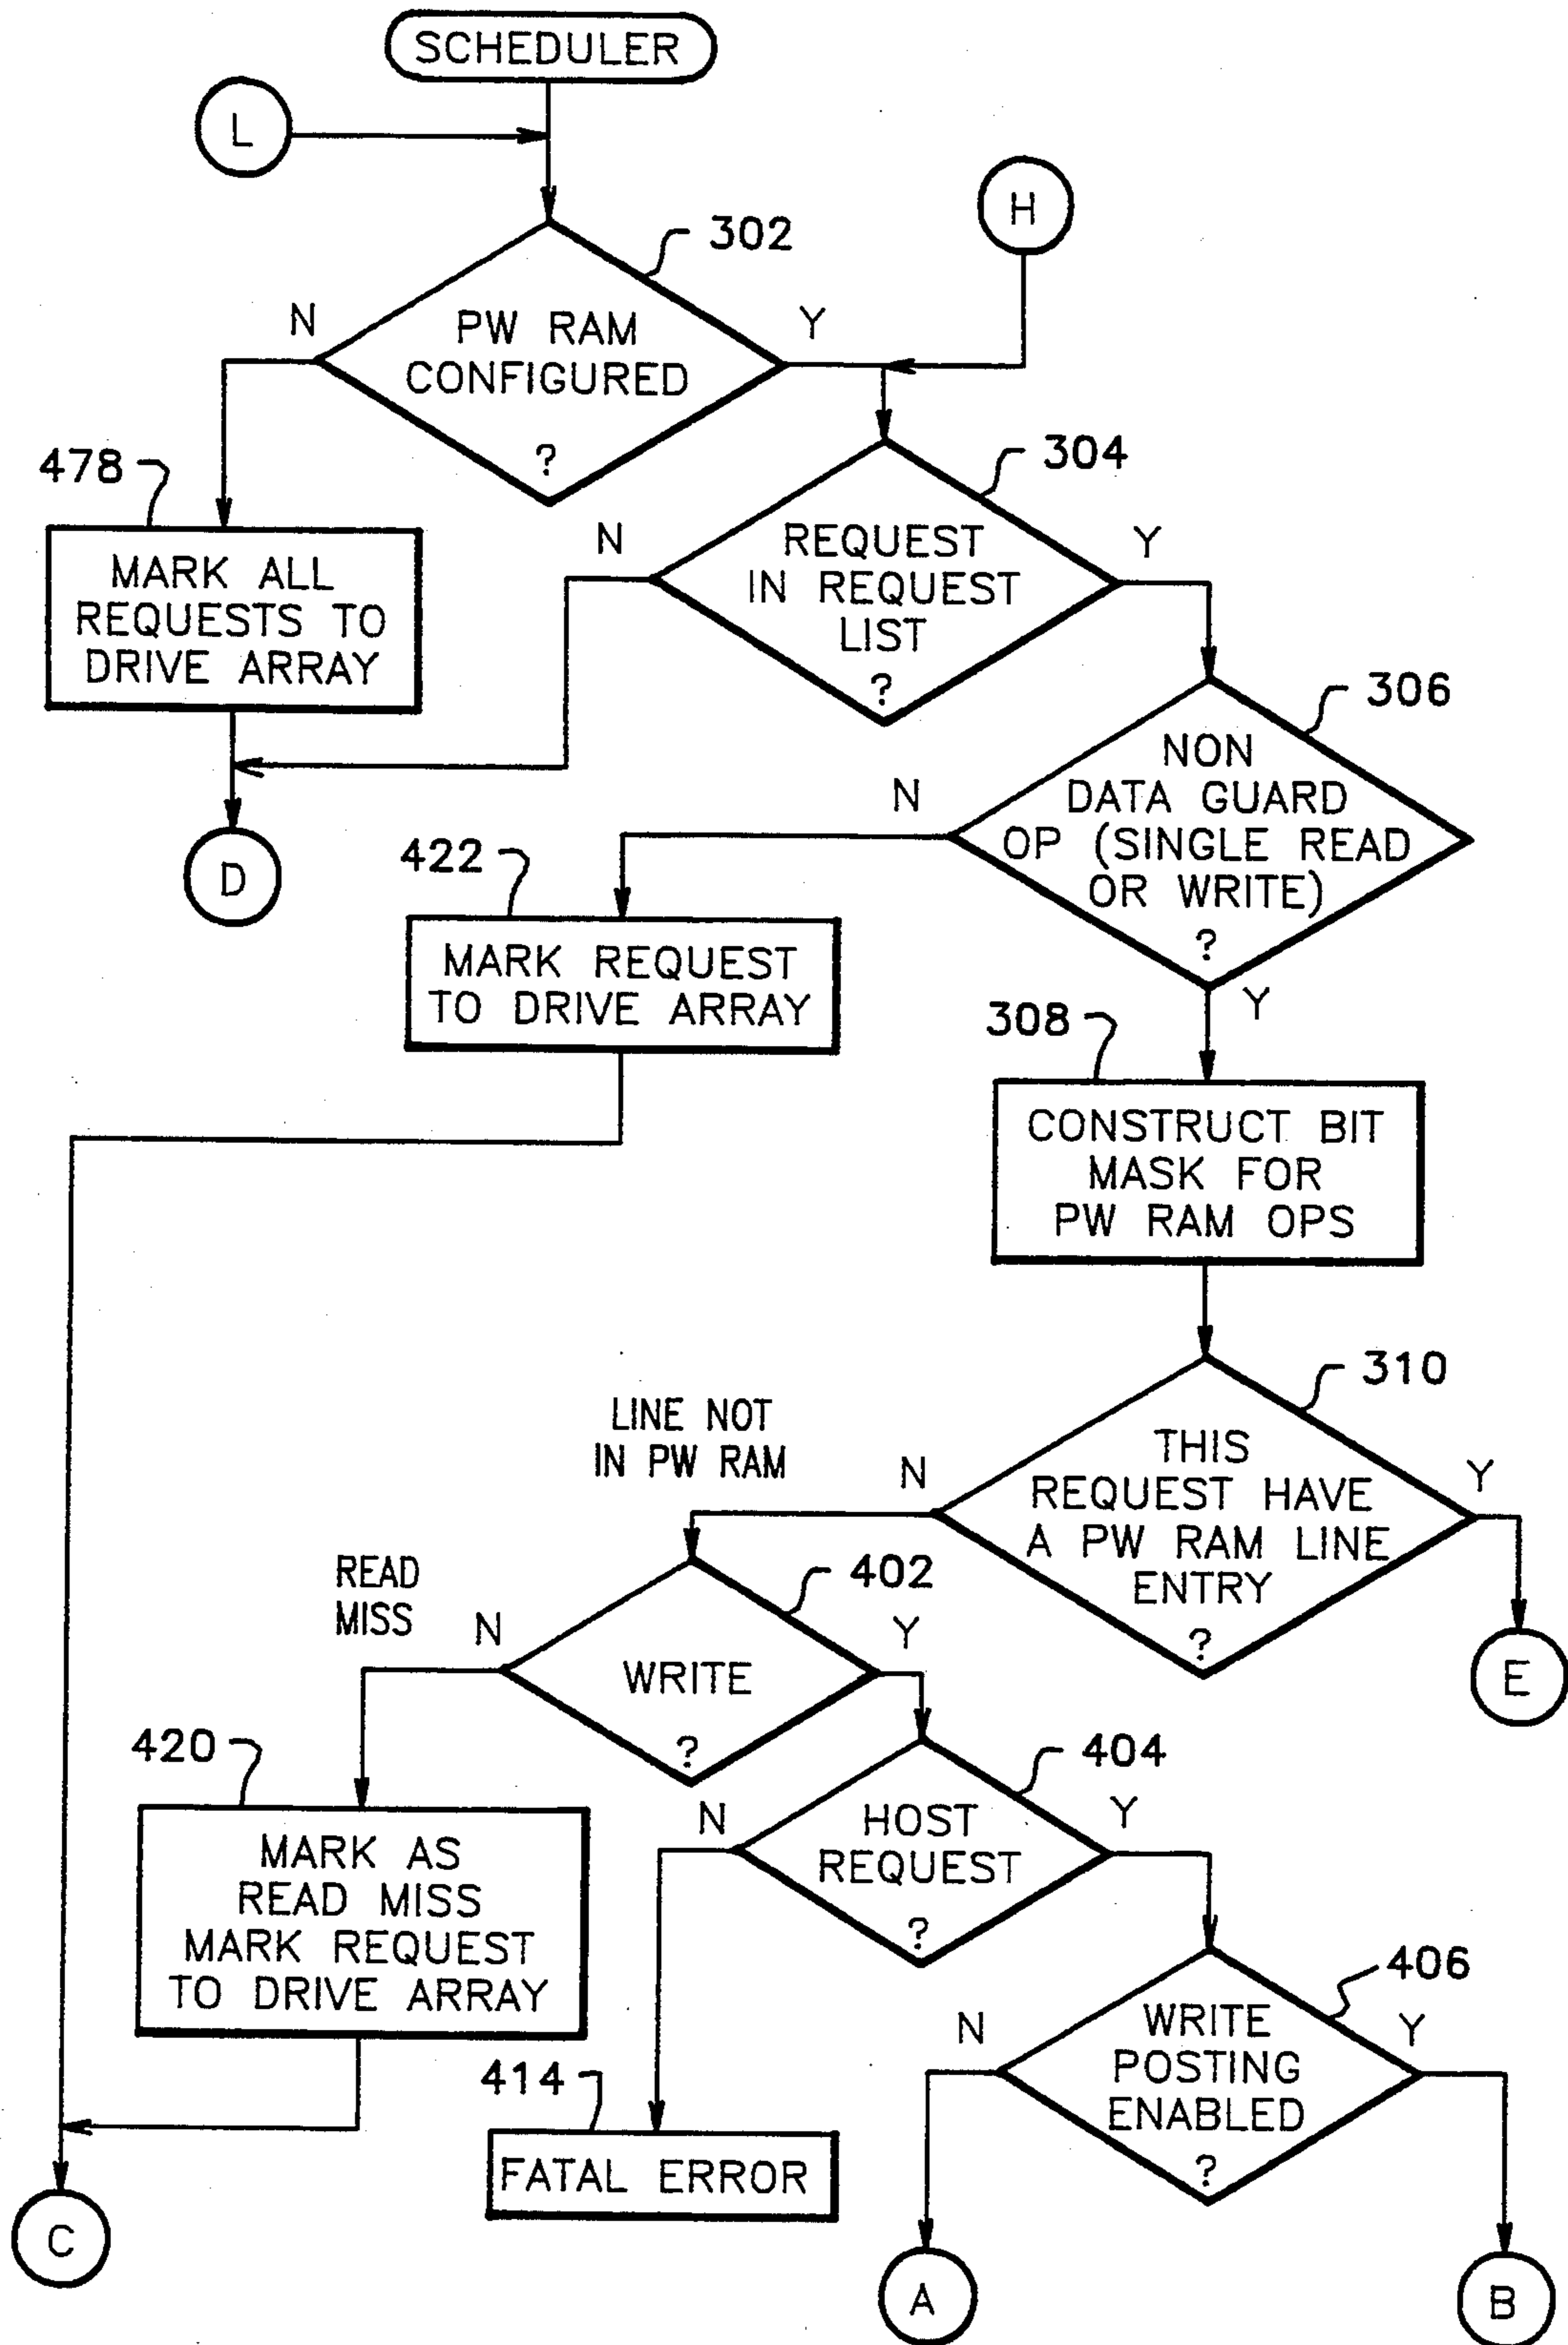 SCHEDULER
L
H
302
N
PW RAM
CONFIGURED
?
Y
478
304
MARK ALL
REQUESTS TO
DRIVE ARRAY
N
REQUEST
IN REQUEST
LIST
?
Y
306
D
N
NON
DATA GUARD
OP (SINGLE READ
OR WRITE)
?
Y
422
MARK REQUEST
TO DRIVE ARRAY
308
CONSTRUCT BIT
MASK FOR
PW RAM OPS
310
LINE NOT
IN PW RAM
N
THIS
REQUEST HAVE
A PW RAM LINE
ENTRY
?
Y
E
READ
MISS
N
402
WRITE
?
Y
420
404
MARK AS
READ MISS
MARK REQUEST
TO DRIVE ARRAY
N
HOST
REQUEST
?
Y
406
414
FATAL ERROR
N
WRITE
POSTING
ENABLED
?
Y
C
A
B